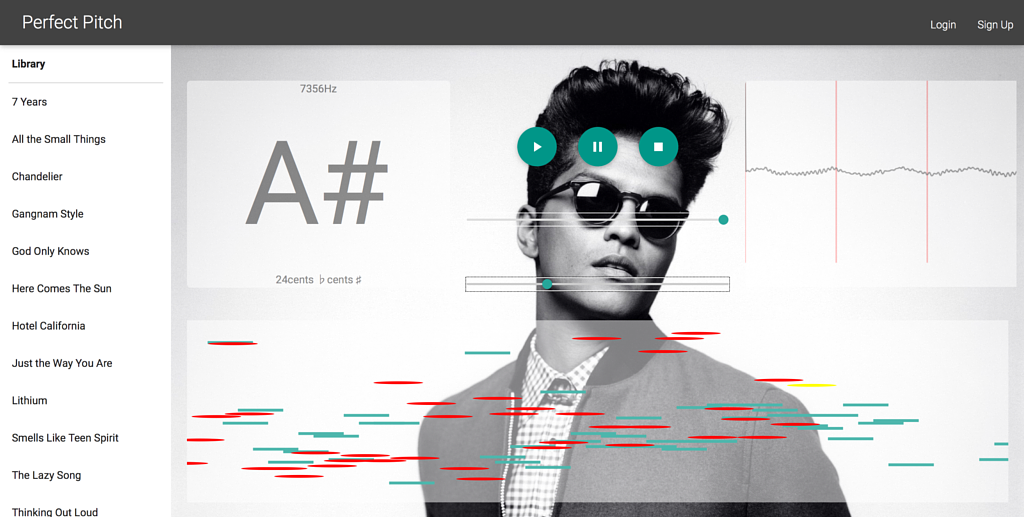 Perfect Pitch
Login
Sign Up
Library
7 Years
All the Small Things
Chandelier
Gangnam Style
God Only Knows
Here Comes The Sun
Hotel California
Just the Way You Are
Lithium
Smells Like Teen Spirit
The Lazy Song
Thinking Out Loud
7356Hz
A#
24cents ♭cents ♯